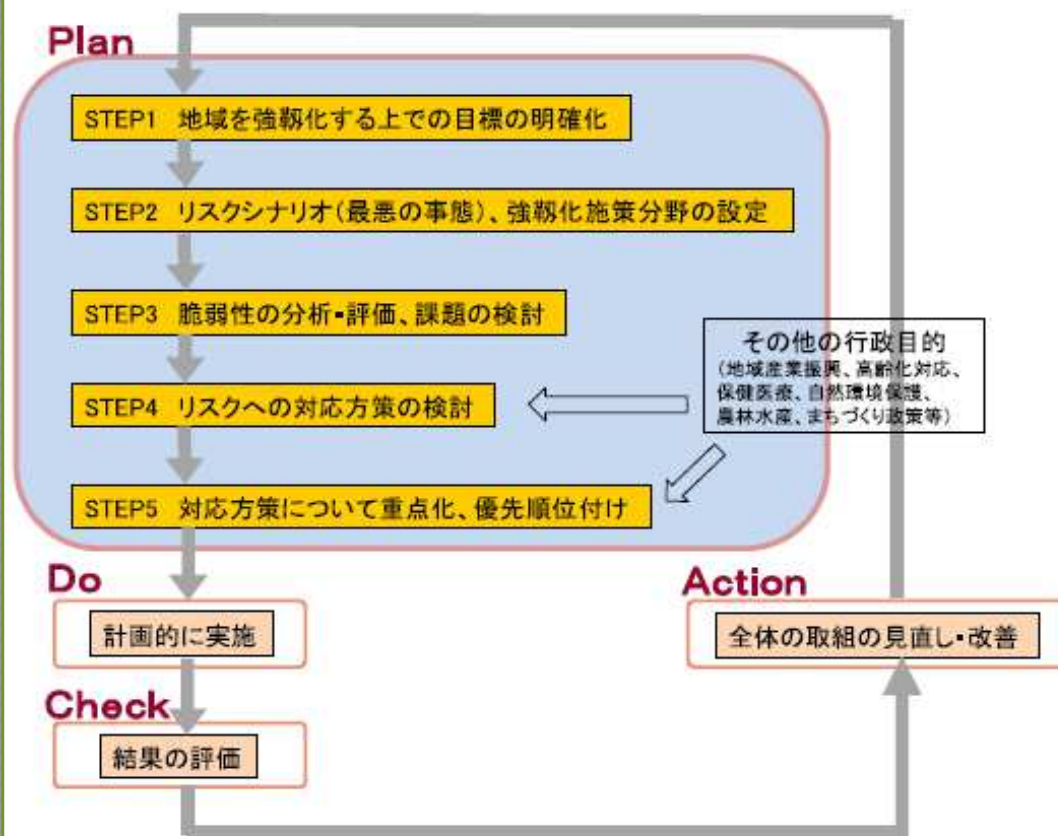 Plan
STEP1 地域を強靱化する上での目標の明確化
STEP2 リスクシナリオ(最悪の事態)、強靱化施策分野の設定
STEP3 脆弱性の分析・評価、課題の検討
STEP4 リスクへの対応方策の検討
その他の行政目的
(地域産業振興、高齢化対応、
保健医療、自然環境保護、
農林水産、まちづくり政策等)
STEP5 対応方策について重点化、優先順位付け
Do
計画的に実施
Check
結果の評価
Action
全体の取組の見直し・改善